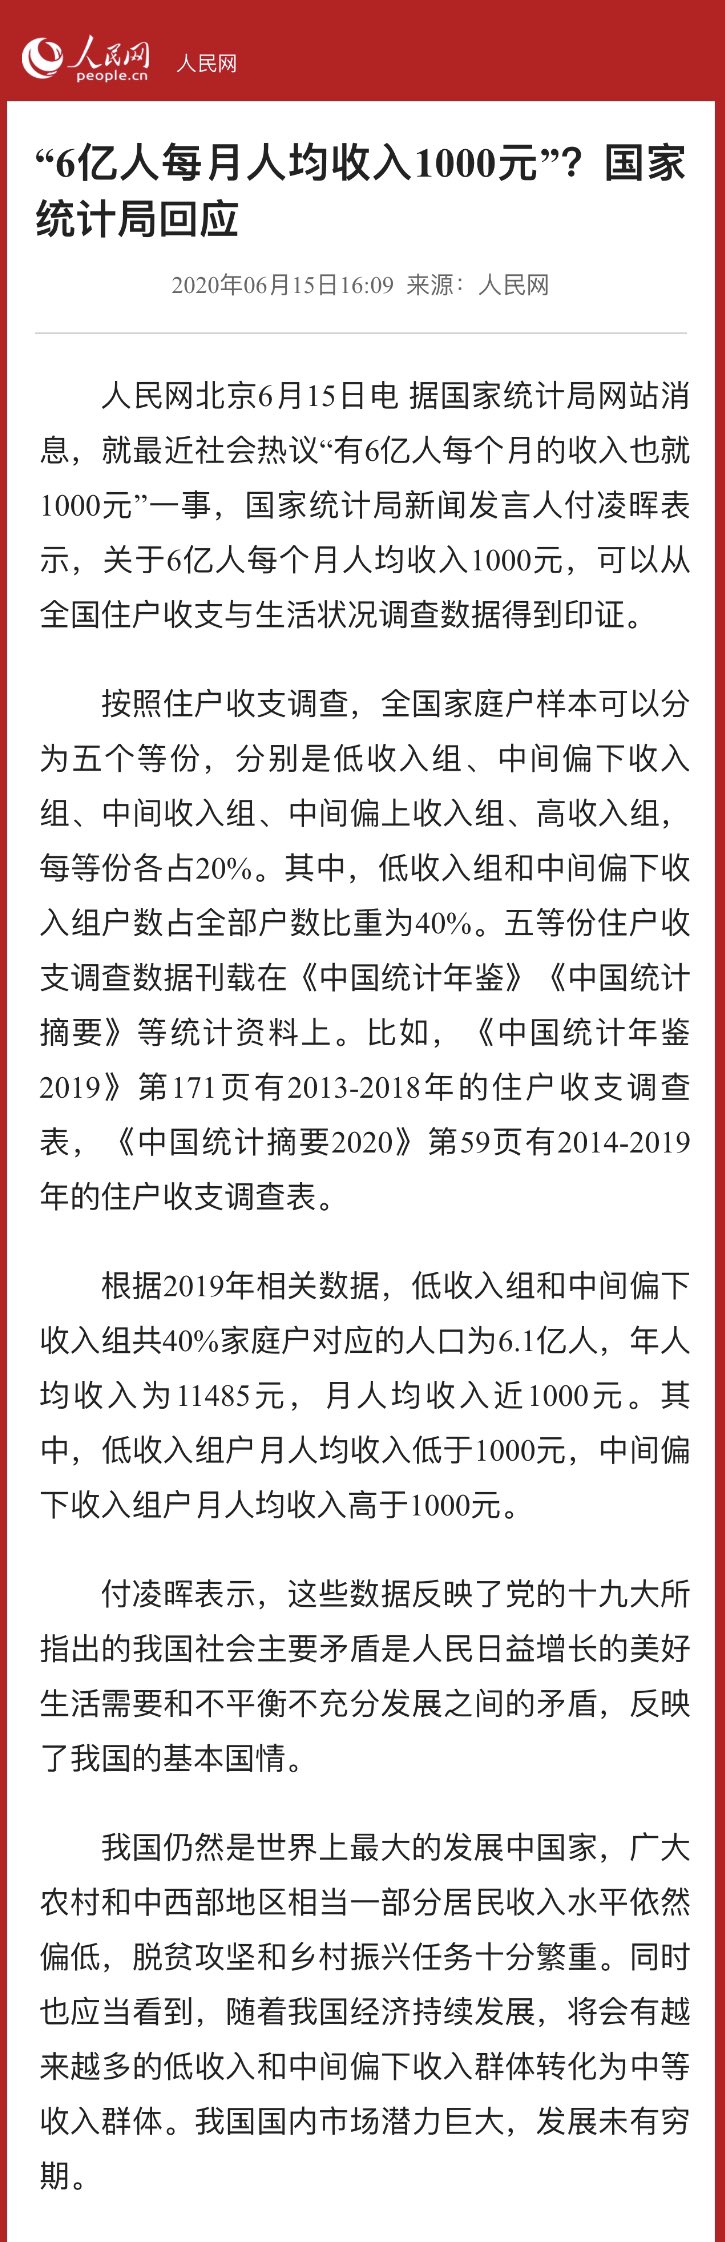 人民网
people.cn
人民网
“6亿人每月人均收入1000元”？国家
统计局回应
2020年06月15日16:09 来源：人民网
人民网北京6月15日电 据国家统计局网站消
息，就最近社会热议“有6亿人每个月的收入也就
1000元”一事，国家统计局新闻发言人付凌晖表
示，关于6亿人每个月人均收入1000元，可以从
全国住户收支与生活状况调查数据得到印证。
按照住户收支调查，全国家庭户样本可以分
为五个等份，分别是低收入组、中间偏下收入
组、中间收入组、中间偏上收入组、高收入组，
每等份各占20%。其中，低收入组和中间偏下收
入组户数占全部户数比重为40%。五等份住户收
支调查数据刊载在《中国统计年鉴》《中国统计
摘要》等统计资料上。比如，《中国统计年鉴
2019》第171页有2013-2018年的住户收支调查
表，《中国统计摘要2020》第59页有2014-2019
年的住户收支调查表。
根据2019年相关数据，低收入组和中间偏下
收入组共40%家庭户对应的人口为6.1亿人，年人
均收入为11485元，月人均收入近1000元。其
中，低收入组户月人均收入低于1000元，中间偏
下收入组户月人均收入高于1000元。
付凌晖表示，这些数据反映了党的十九大所
指出的我国社会主要矛盾是人民日益增长的美好
生活需要和不平衡不充分发展之间的矛盾，反映
了我国的基本国情。
我国仍然是世界上最大的发展中国家，广大
农村和中西部地区相当一部分居民收入水平依然
偏低，脱贫攻坚和乡村振兴任务十分繁重。同时
也应当看到，随着我国经济持续发展，将会有越
来越多的低收入和中间偏下收入群体转化为中等
收入群体。我国国内市场潜力巨大，发展未有穷
期。